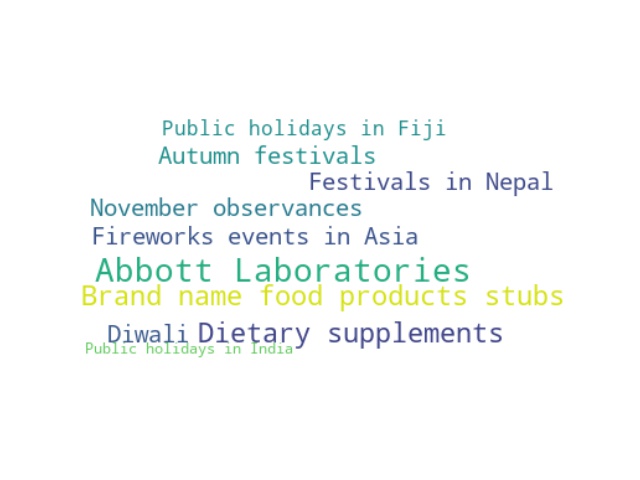 Public holidays in Fiji
Autumn festivals
Festivals in Nepal
November observances
Fireworks events in Asia
Abbott Laboratories
Brand name food products stubs
Diwali Dietary supplements
Public holidays in India